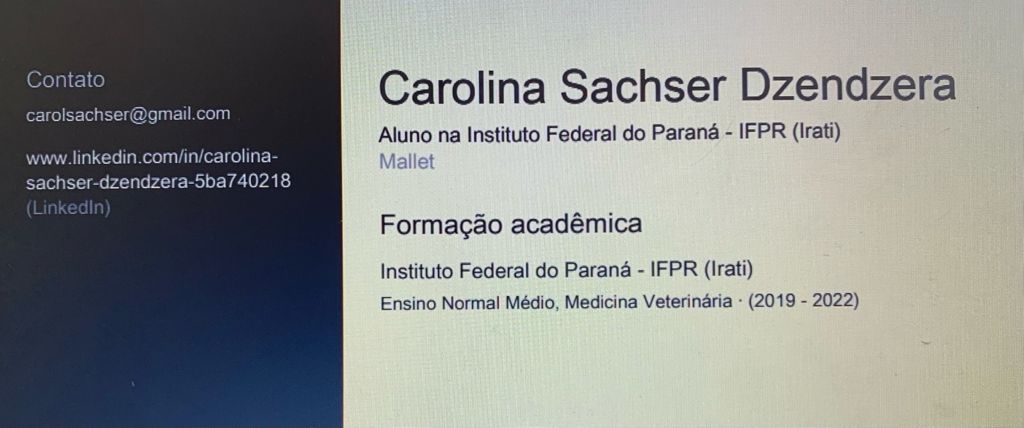 Contato
carolsachser@gmail.com
www.linkedin.com/in/carolina-
sachser-dzendzera-5ba740218
(LinkedIn)
Carolina Sachser Dzendzera
Aluno na Instituto Federal do Paraná - IFPR (Irati)
Mallet
Formação acadêmica
Instituto Federal do Paraná - IFPR (Irati)
Ensino Normal Médio, Medicina Veterinária · (2019 - 2022)